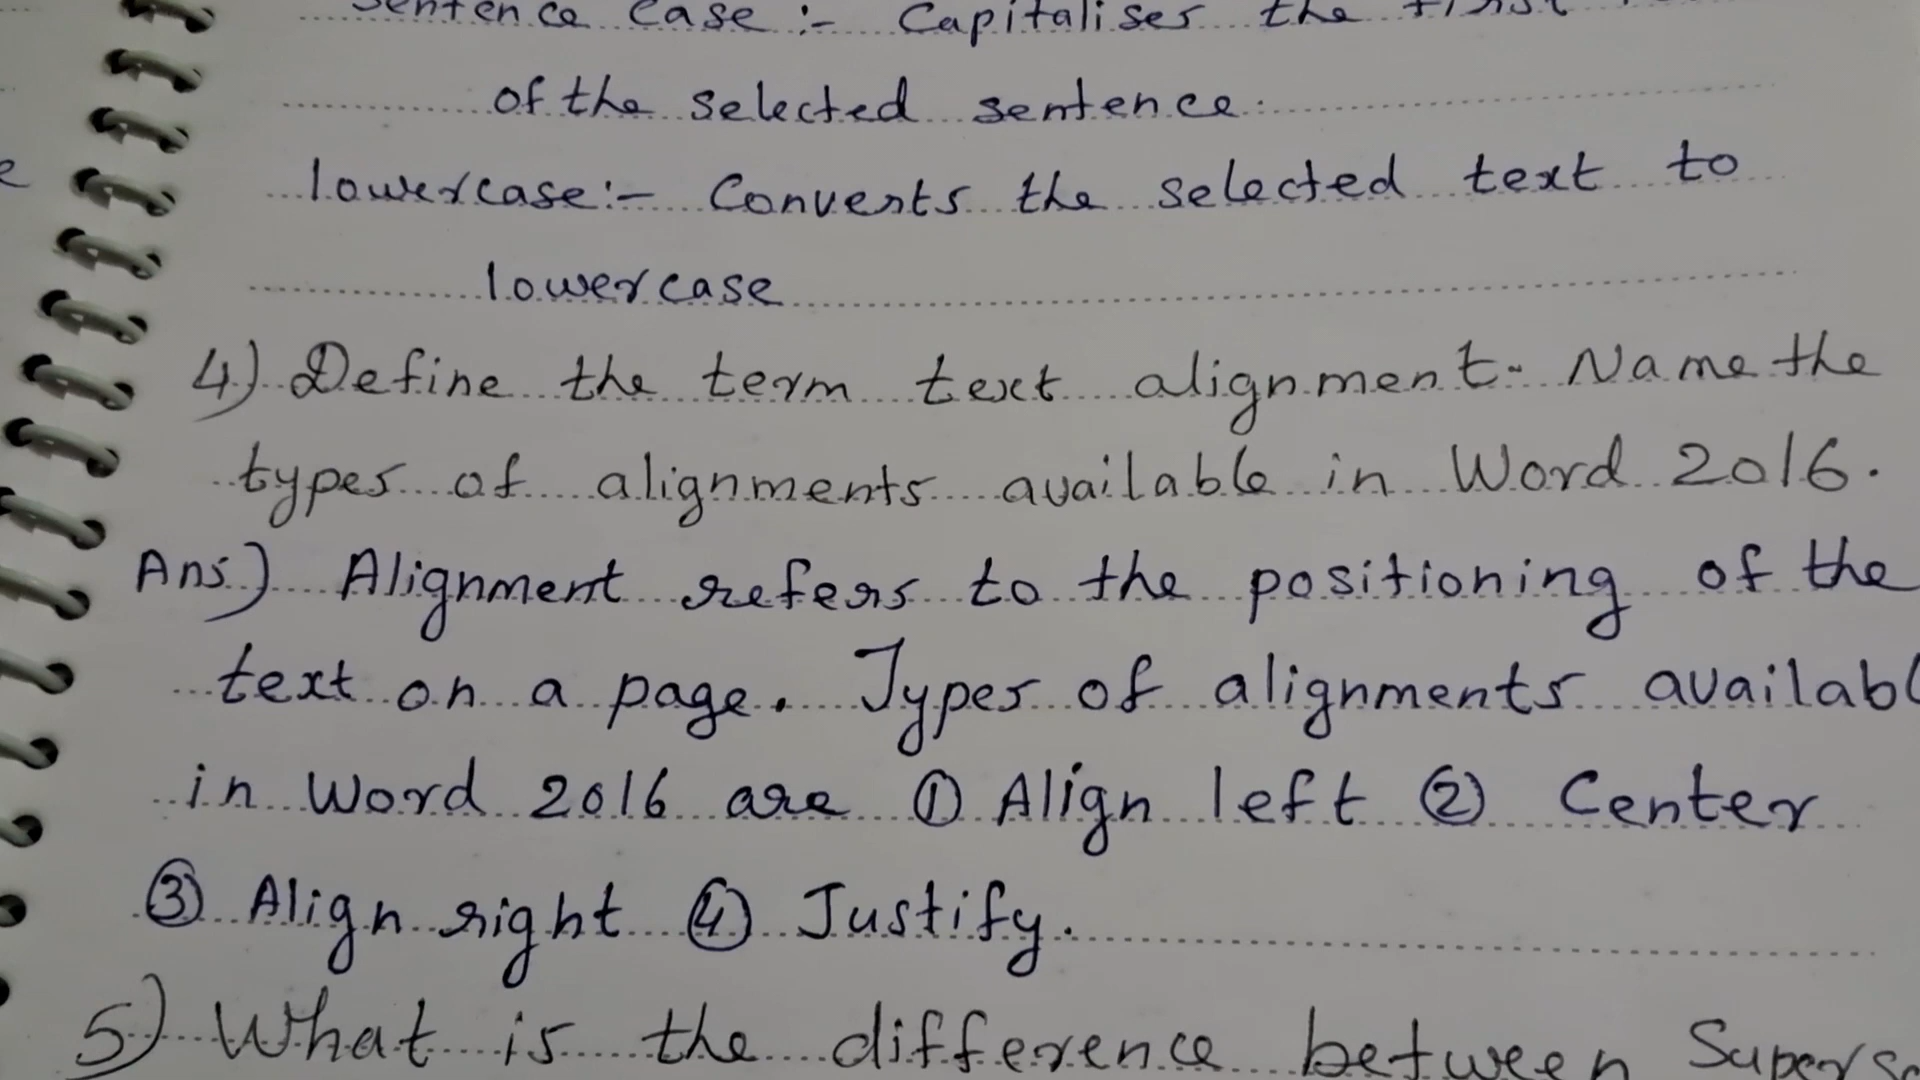 Sentence Case :- Capitalises the first
of the selected sentence.
lowercase:- Converts the selected text to
lowercase
4) Define the term text alignment. Name the
types of alignments available in Word 2016.
Ans) Alignment refers to the positioning of the
text on a page. Types of alignments availabl
in Word 2016 are ① Align left ② Center
③ Align right ④ Justify.
5) What is the difference between